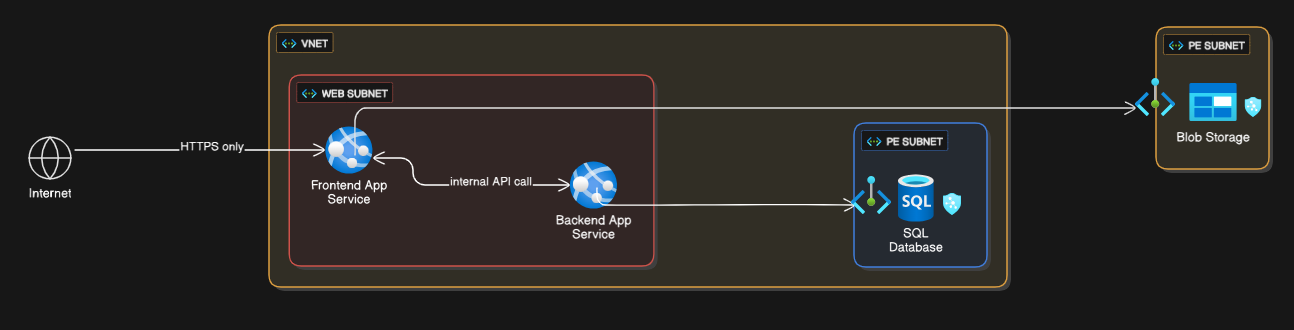 VNET
PE SUBNET
WEB SUBNET
HTTPS only
PE SUBNET
Blob Storage
Internet
Frontend App
Service
internal API call
Backend App
Service
SQL
SQL
Database